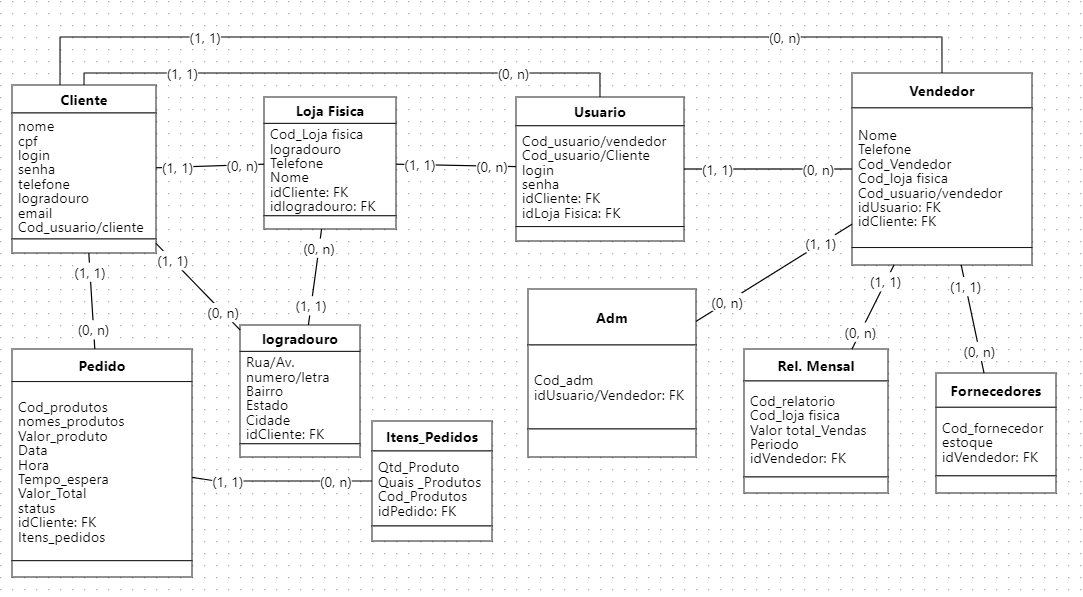 (1, 1)
(0, n)
(1, 1)
(0, n)
Cliente
nome
cpf
login
senha
telefone
logradouro
email
Cod_usuario/cliente
(1, 1)
(0, n)
Loja Fisica
Cod_Loja fisica
logradouro
Telefone
Nome
idCliente: FK
idlogradouro: FK
(1, 1)
(0, n)
Usuario
Cod_usuario/vendedor
Cod_usuario/Cliente
login
senha
idCliente: FK
idLoja Fisica: FK
(1, 1)
(0, n)
Vendedor
Nome
Telefone
Cod_Vendedor
Cod_loja fisica
Cod_usuario/vendedor
idUsuario: FK
idCliente: FK
(1, 1)
(0, n)
(1, 1)
(0, n)
(0, n)
(1, 1)
(1, 1)
(0, n)
(1, 1)
(0, n)
(1, 1)
(0, n)
Pedido
Cod_produtos
nomes_produtos
Valor_produto
Data
Hora
Tempo_espera
Valor_Total
status
idCliente: FK
Itens_pedidos
(1, 1)
(0, n)
logradouro
Rua/Av.
numero/letra
Bairro
Estado
Cidade
idCliente: FK
Itens_Pedidos
Qtd_Produto
Quais _Produtos
Cod_Produtos
idPedido: FK
Adm
Cod_adm
idUsuario/Vendedor: FK
Rel. Mensal
Cod_relatorio
Cod_loja fisica
Valor total_Vendas
Periodo
idVendedor: FK
Fornecedores
Cod_fornecedor
estoque
idVendedor: FK